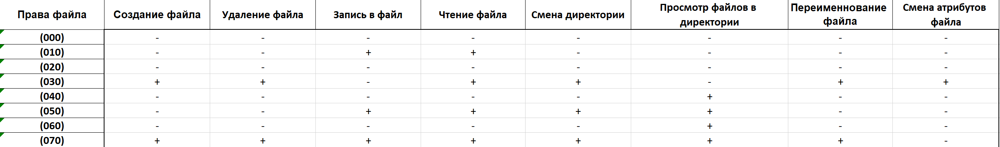 Права файла Создание файла Удаление файла Запись в файл Чтение файла Смена директории Просмотр файлов в директории Переименнование файла Смена атрибутов файла
(000) - - - - - - - -
(010) - - + + - - - -
(020) - - - - - - - -
(030) + + - + + - + +
(040) - - - - - + - -
(050) - - + + + + - -
(060) - - - - - + - -
(070) + + + + + + + -